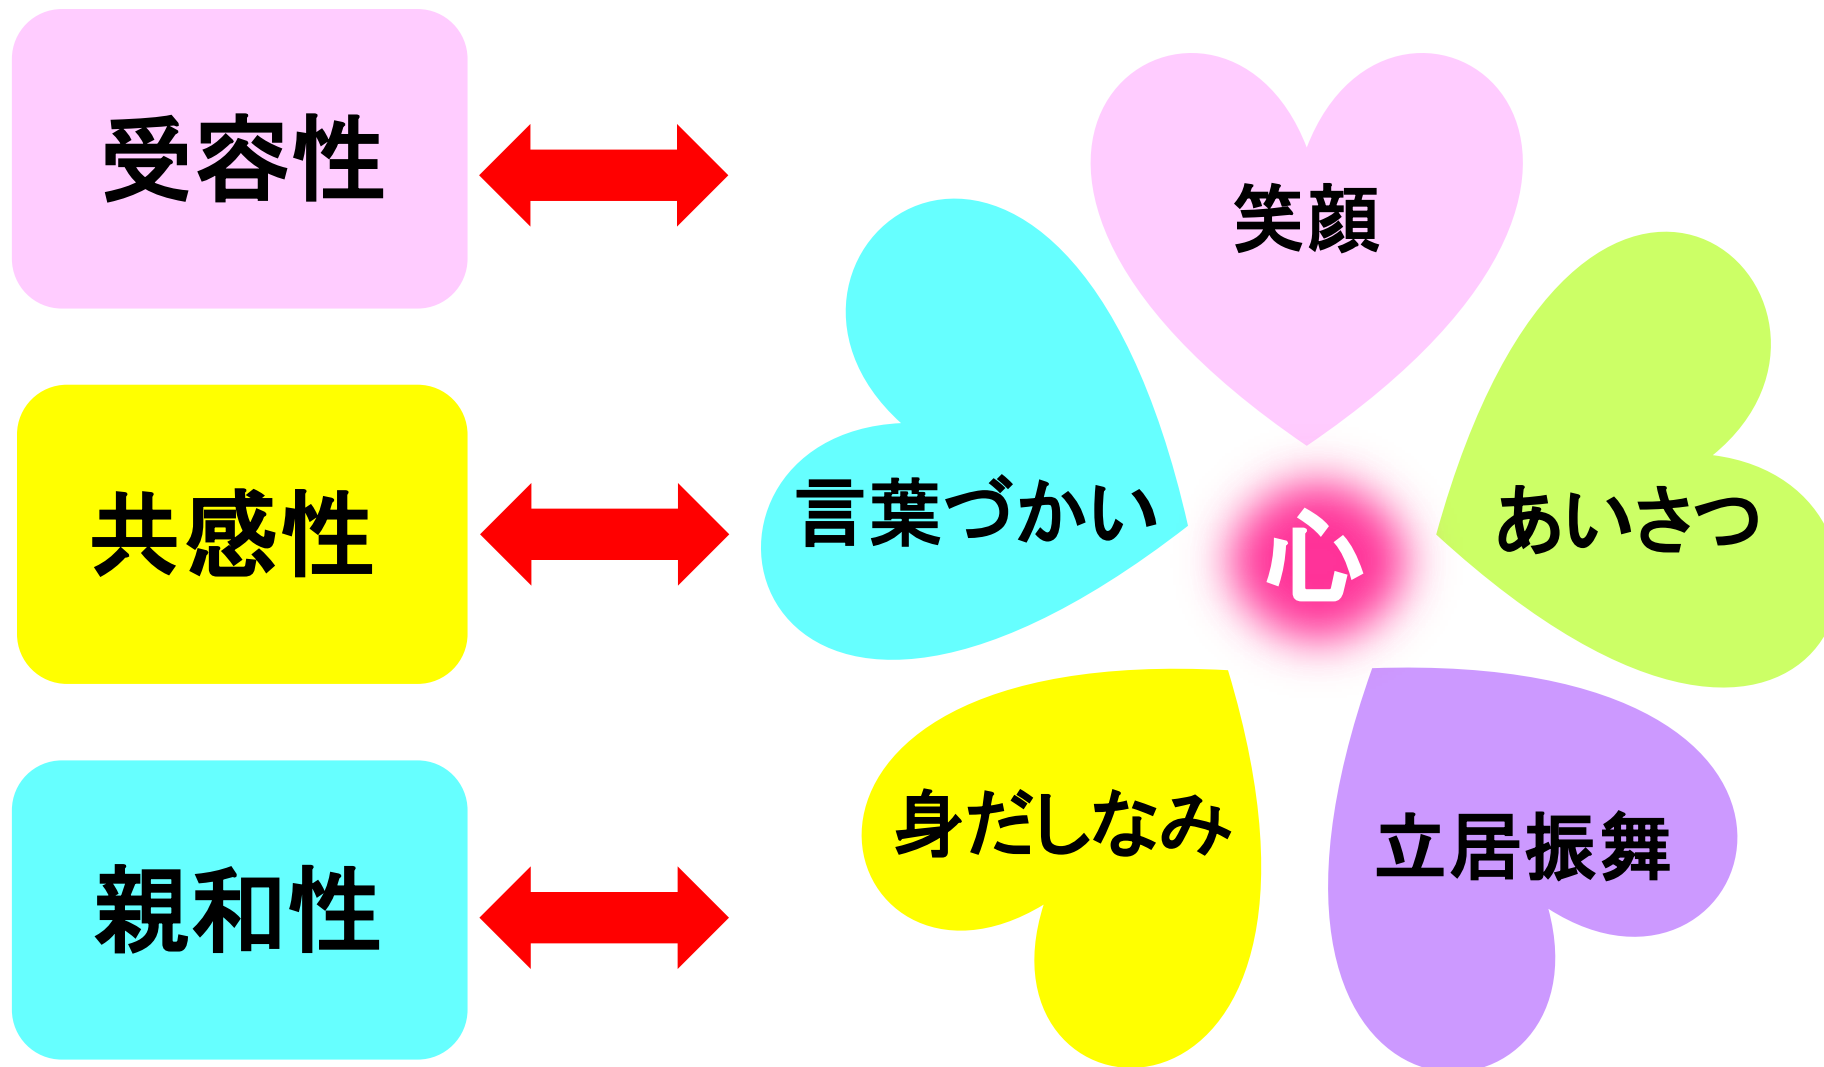 受容性
共感性
親和性
笑顔
言葉づかい
あいさつ
心
身だしなみ
立居振舞